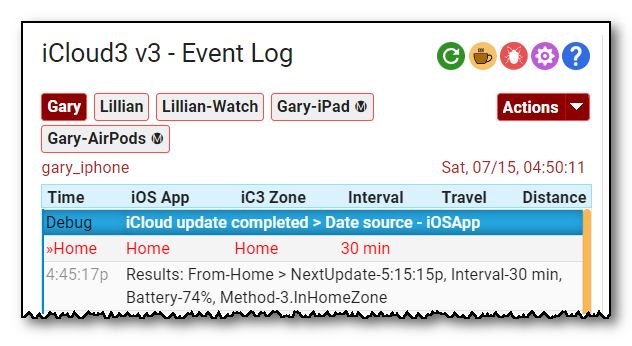 iCloud3 v3 - Event Log
?
Gary Lillian Lillian-Watch Gary-iPad M Actions
Gary-AirPods M
gary_iphone Sat, 07/15, 04:50:11
Time iOS App iC3 Zone Interval Travel Distance
Debug iCloud update completed > Date source - iOSApp
»Home Home Home 30 min
4:45:17p Results: From-Home > NextUpdate-5:15:15p, Interval-30 min,
Battery-74%, Method-3.InHomeZone